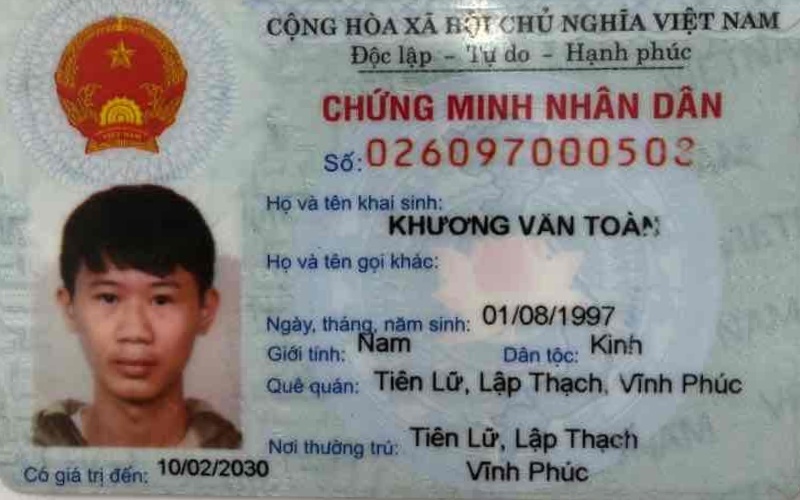 CỘNG HÒA XÃ HỘI CHỦ NGHĨA VIỆT NAM
Độc lập - Tự do - Hạnh phúc
CHỨNG MINH NHÂN DÂN
Số: 026097000503
Họ và tên khai sinh:
KHƯƠNG VĂN TOÀN
Họ và tên gọi khác:
Ngày, tháng, năm sinh: 01/08/1997
Giới tính: Nam Dân tộc: Kinh
Quê quán: Tiên Lữ, Lập Thạch, Vĩnh Phúc
Nơi thường trú: Tiên Lữ, Lập Thạch
Vĩnh Phúc
Có giá trị đến: 10/02/2030